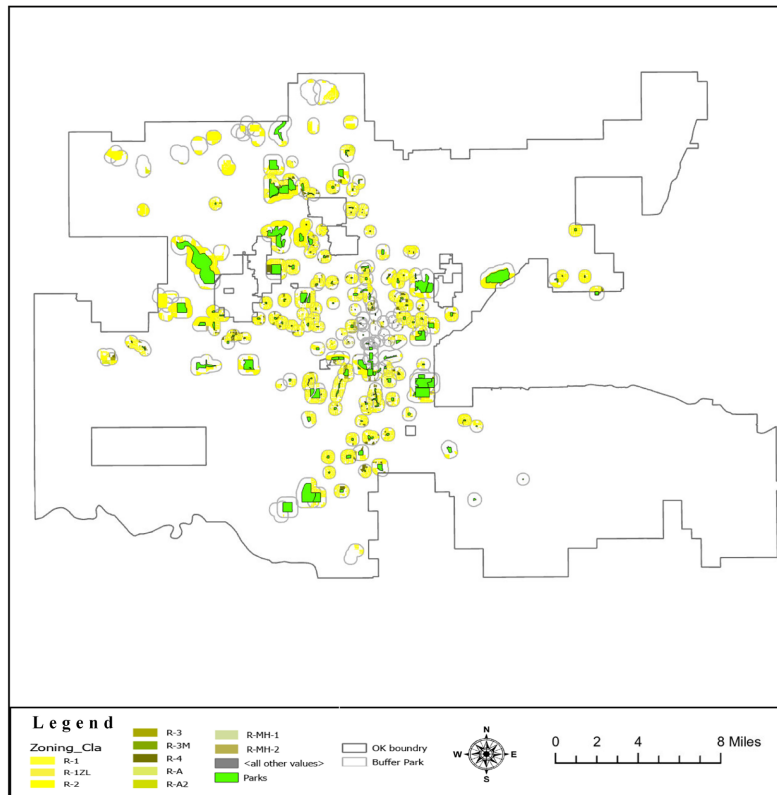 Legend
Zoning_Cla
R-1
R-1ZL
R-2
R-3
R-3M
R-4
R-A
R-A2
R-MH-1
R-MH-2
<all other values>
Parks
OK boundry
Buffer Park
N
W E
S
0 2 4 8 Miles